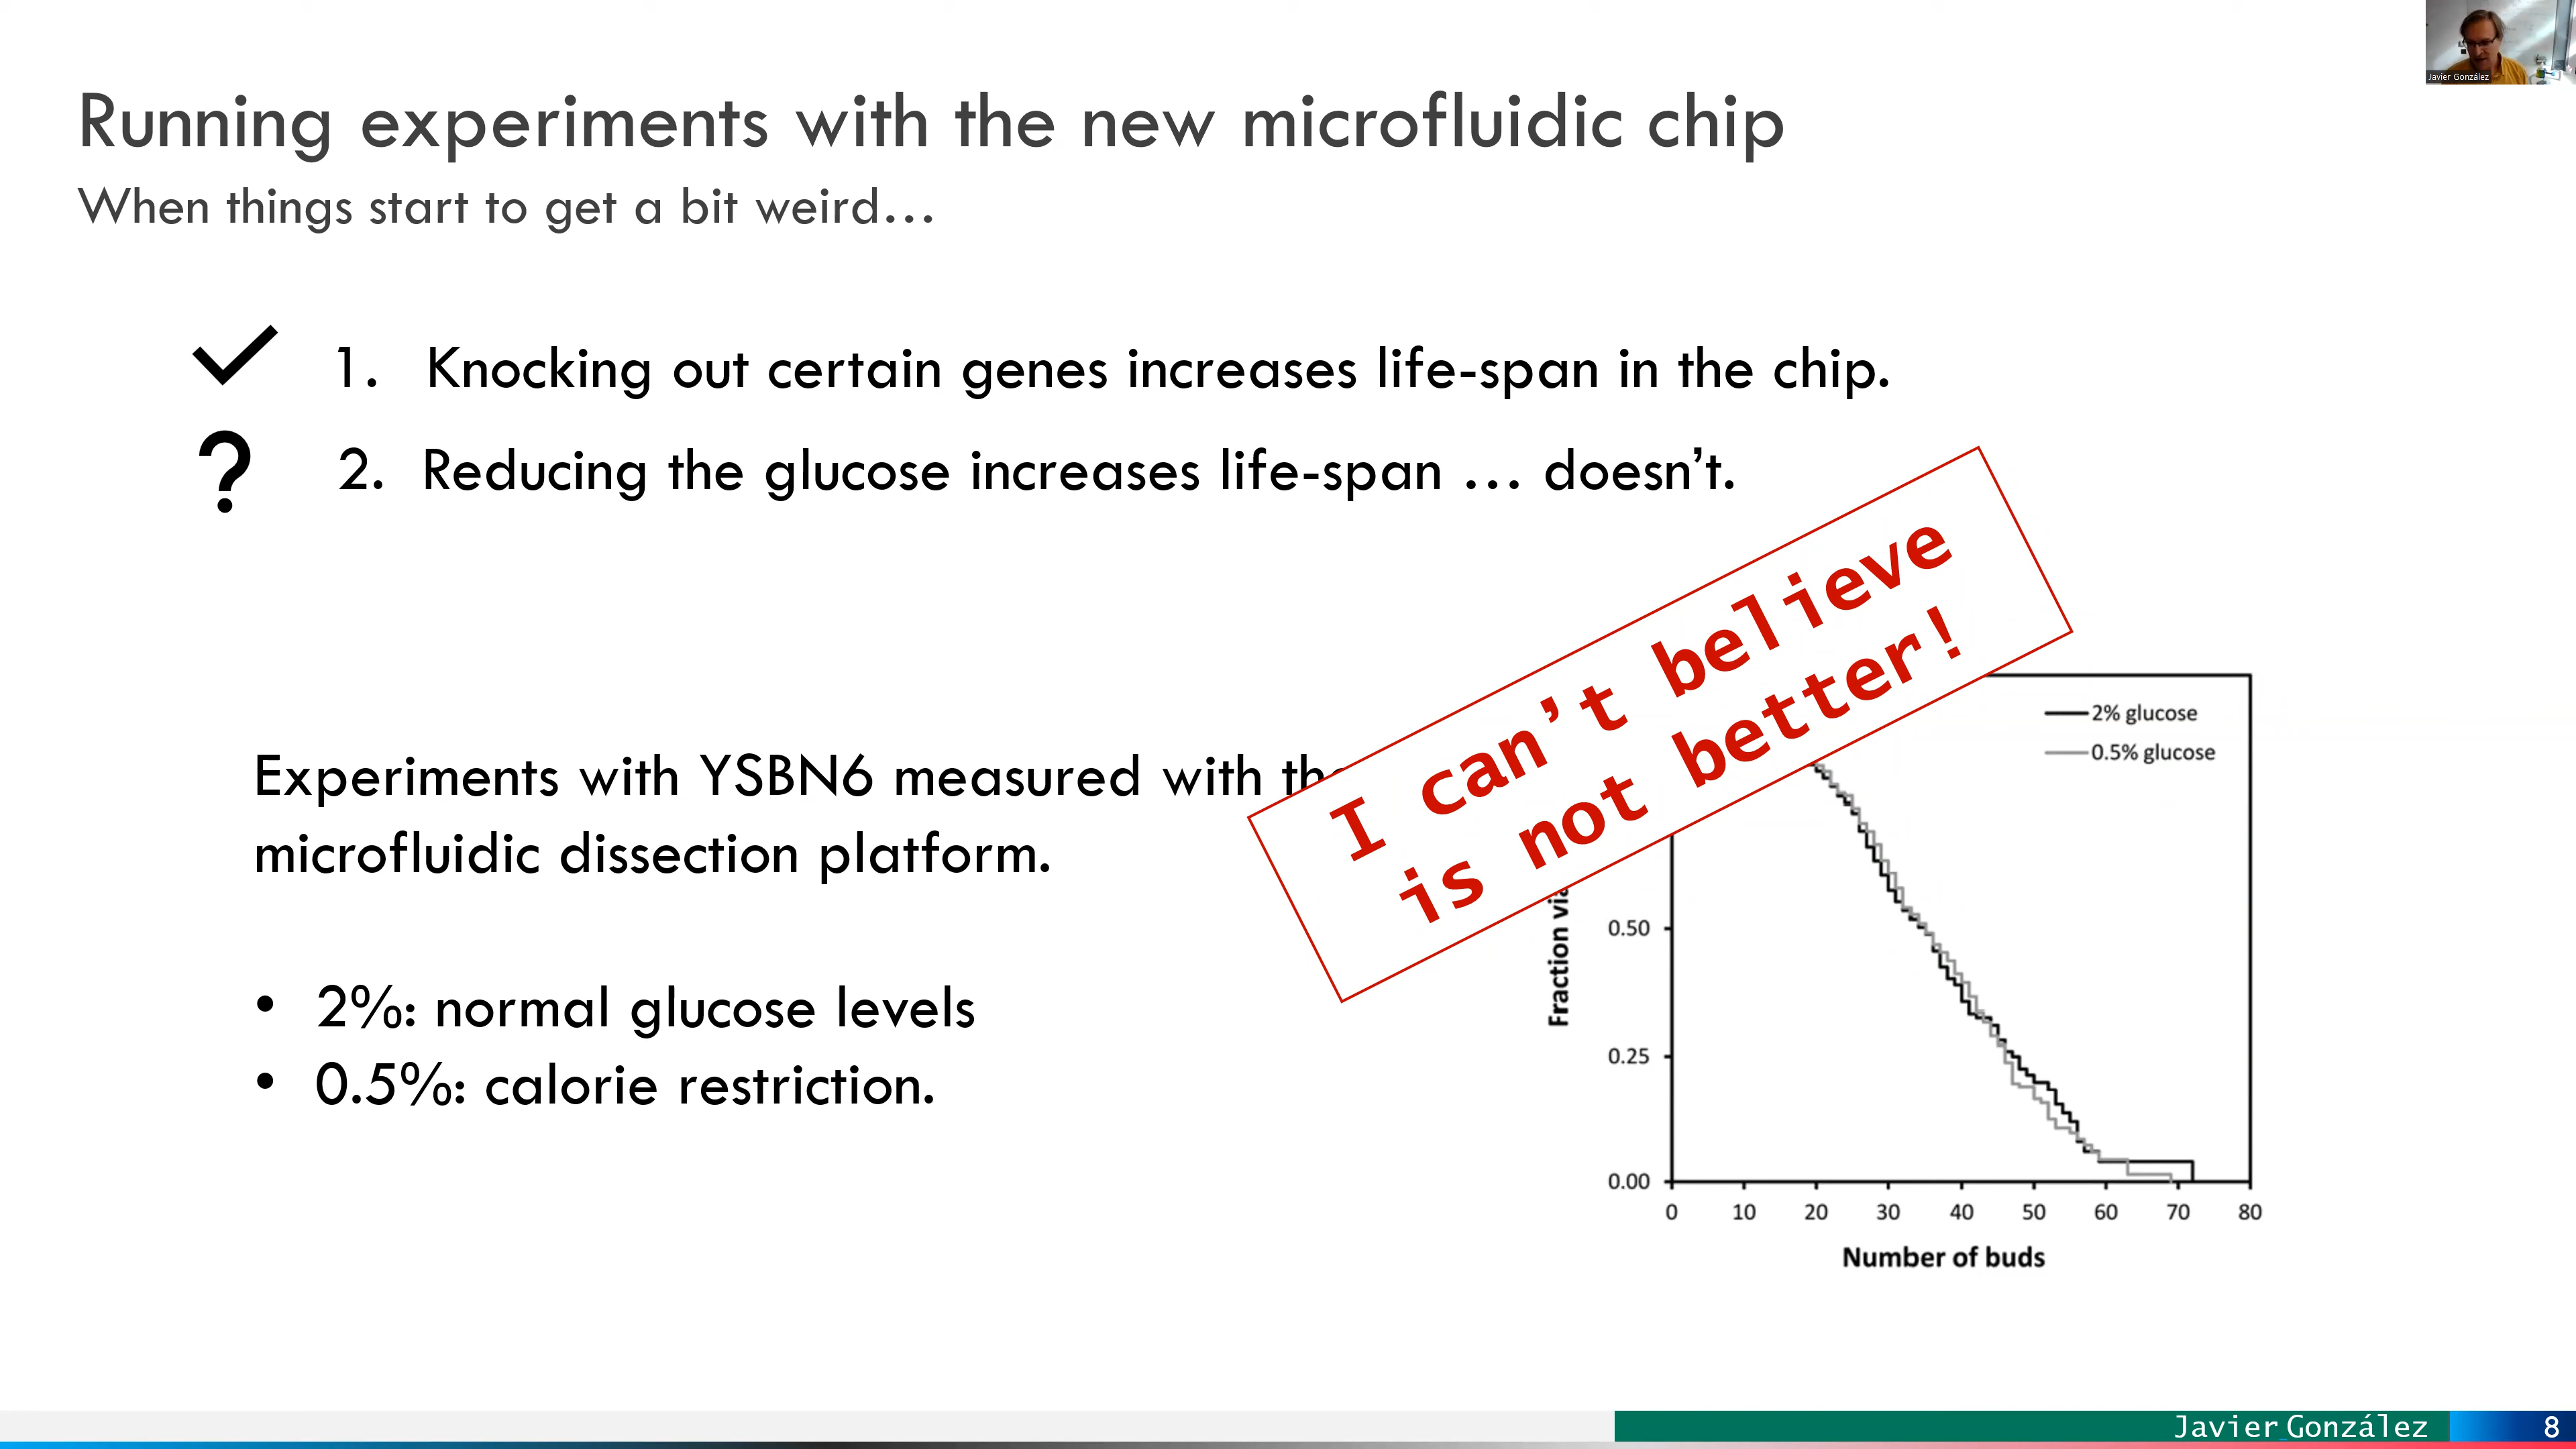 Javier González
Running experiments with the new microfluidic chip
When things start to get a bit weird...
✓ 1. Knocking out certain genes increases life-span in the chip.
? 2. Reducing the glucose increases life-span ... doesn't.
I can't believe
is not better!
Experiments with YSBN6 measured with
microfluidic dissection platform.
• 2%: normal glucose levels
• 0.5%: calorie restriction.
2% glucose
0.5% glucose
Fraction
0.50
0.25
0.00
0 10 20 30 40 50 60 70 80
Number of buds
Javier González 8